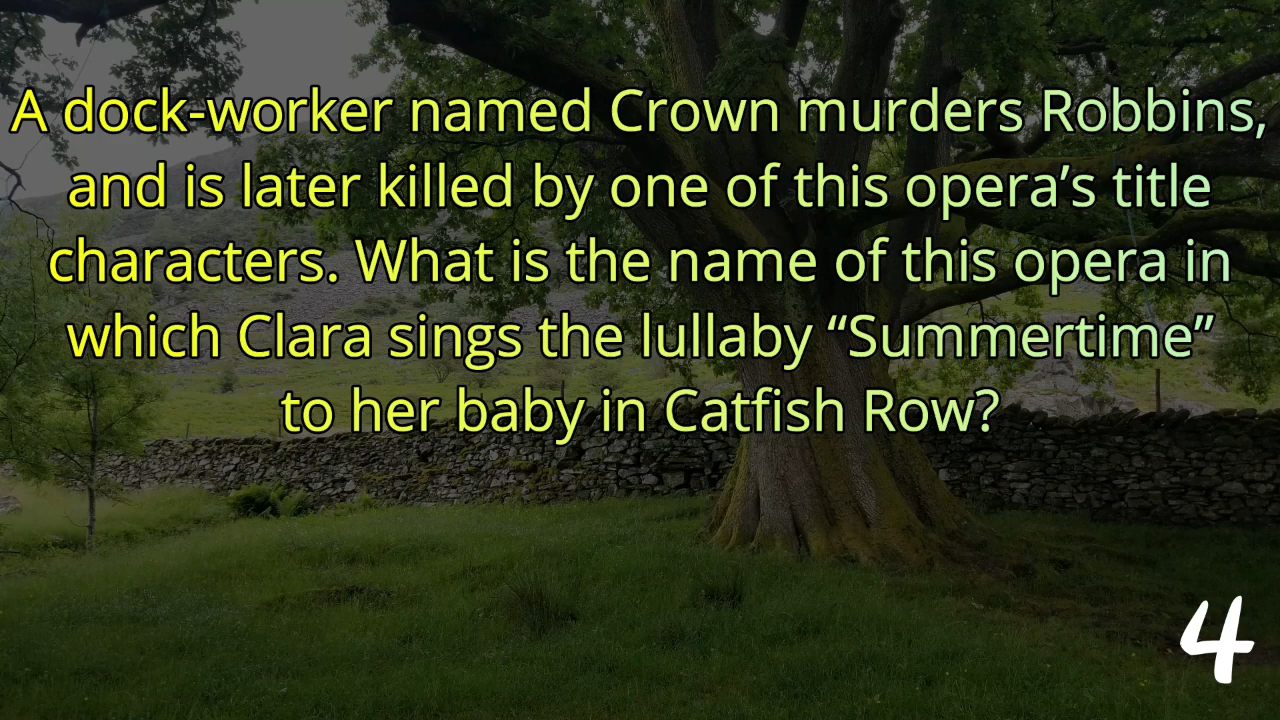 A dock-worker named Crown murders Robbins,
and is later killed by one of this opera’s title
characters. What is the name of this opera in
which Clara sings the lullaby “Summertime”
to her baby in Catfish Row?
4